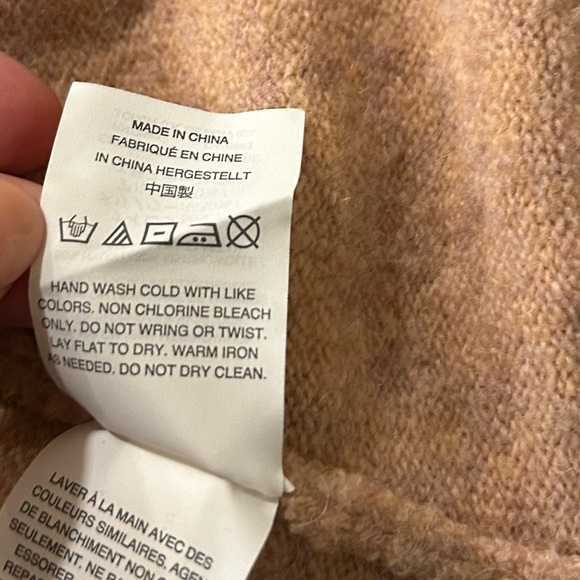 MADE IN CHINA
FABRIQUÉ EN CHINE
IN CHINA HERGESTELLT
中国製
HAND WASH COLD WITH LIKE
COLORS. NON CHLORINE BLEACH
ONLY. DO NOT WRING OR TWIST.
LAY FLAT TO DRY. WARM IRON
AS NEEDED. DO NOT DRY CLEAN.
LAVER À LA MAIN AVEC DES
COULEURS SIMILAIRES. AGEN
DE BLANCHIMENT NON
SEULEMENT. NE
ESSORER